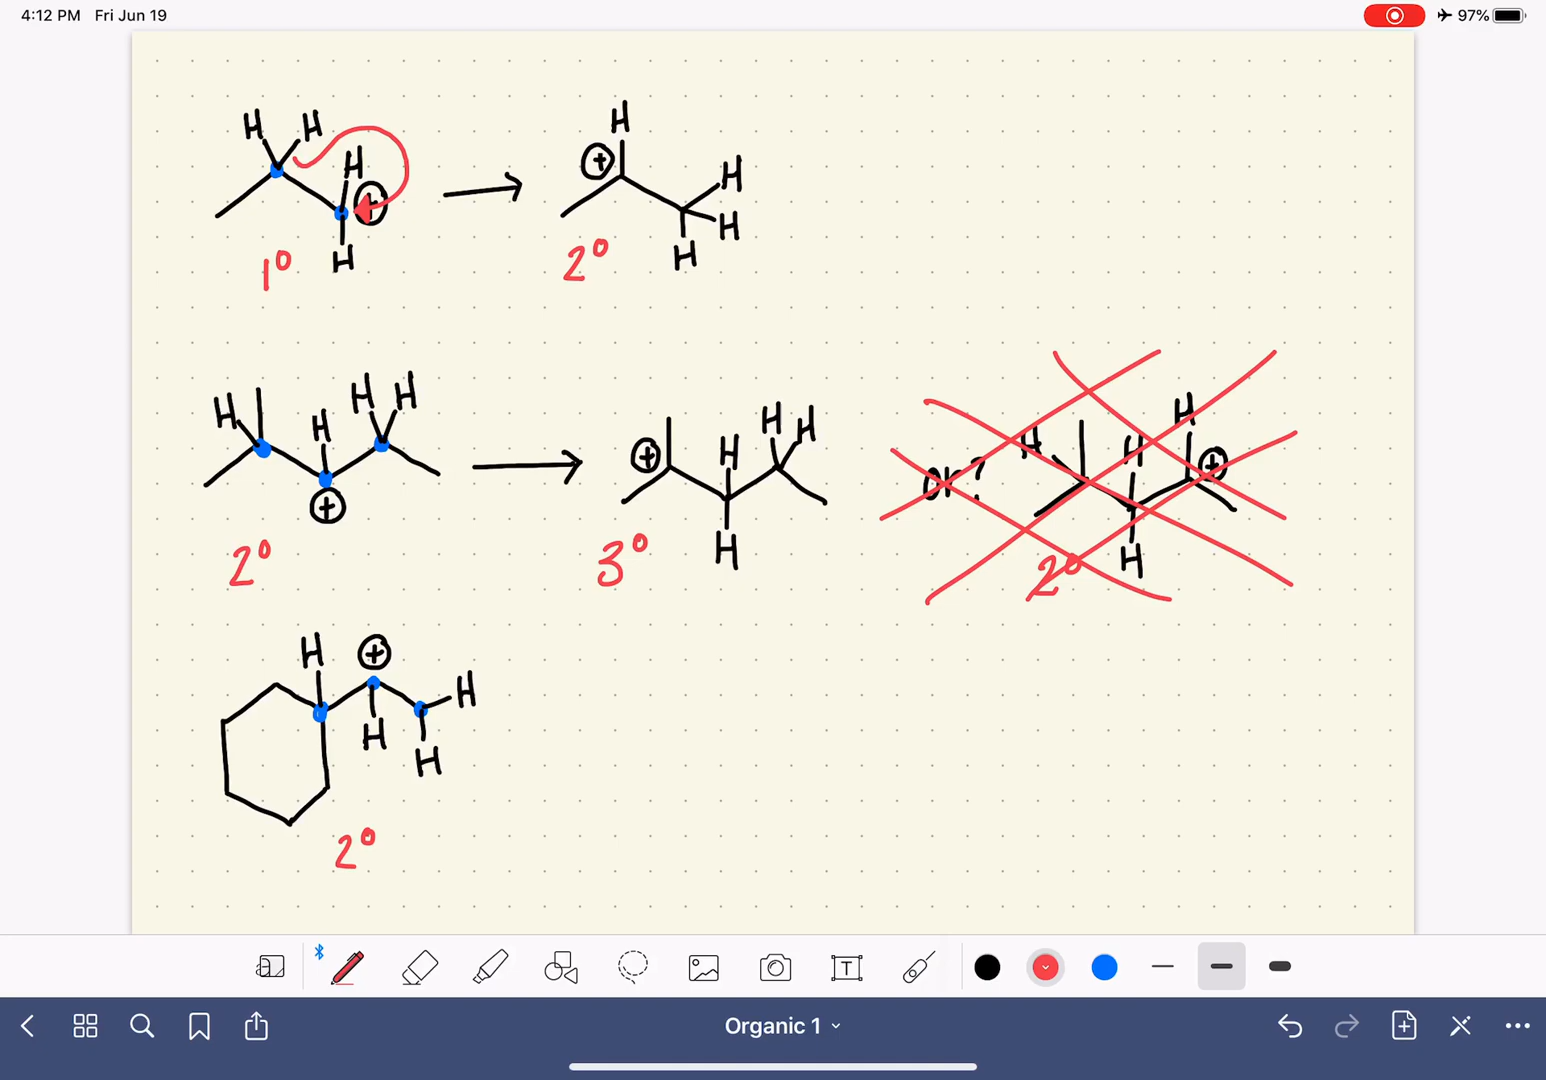 4:12 PM Fri Jun 19 97%
H H H H
H H H H
1° 2°
H H H H H H H H H H H
or?
2° 3° 2°
H H H H
2°
T
Organic 1